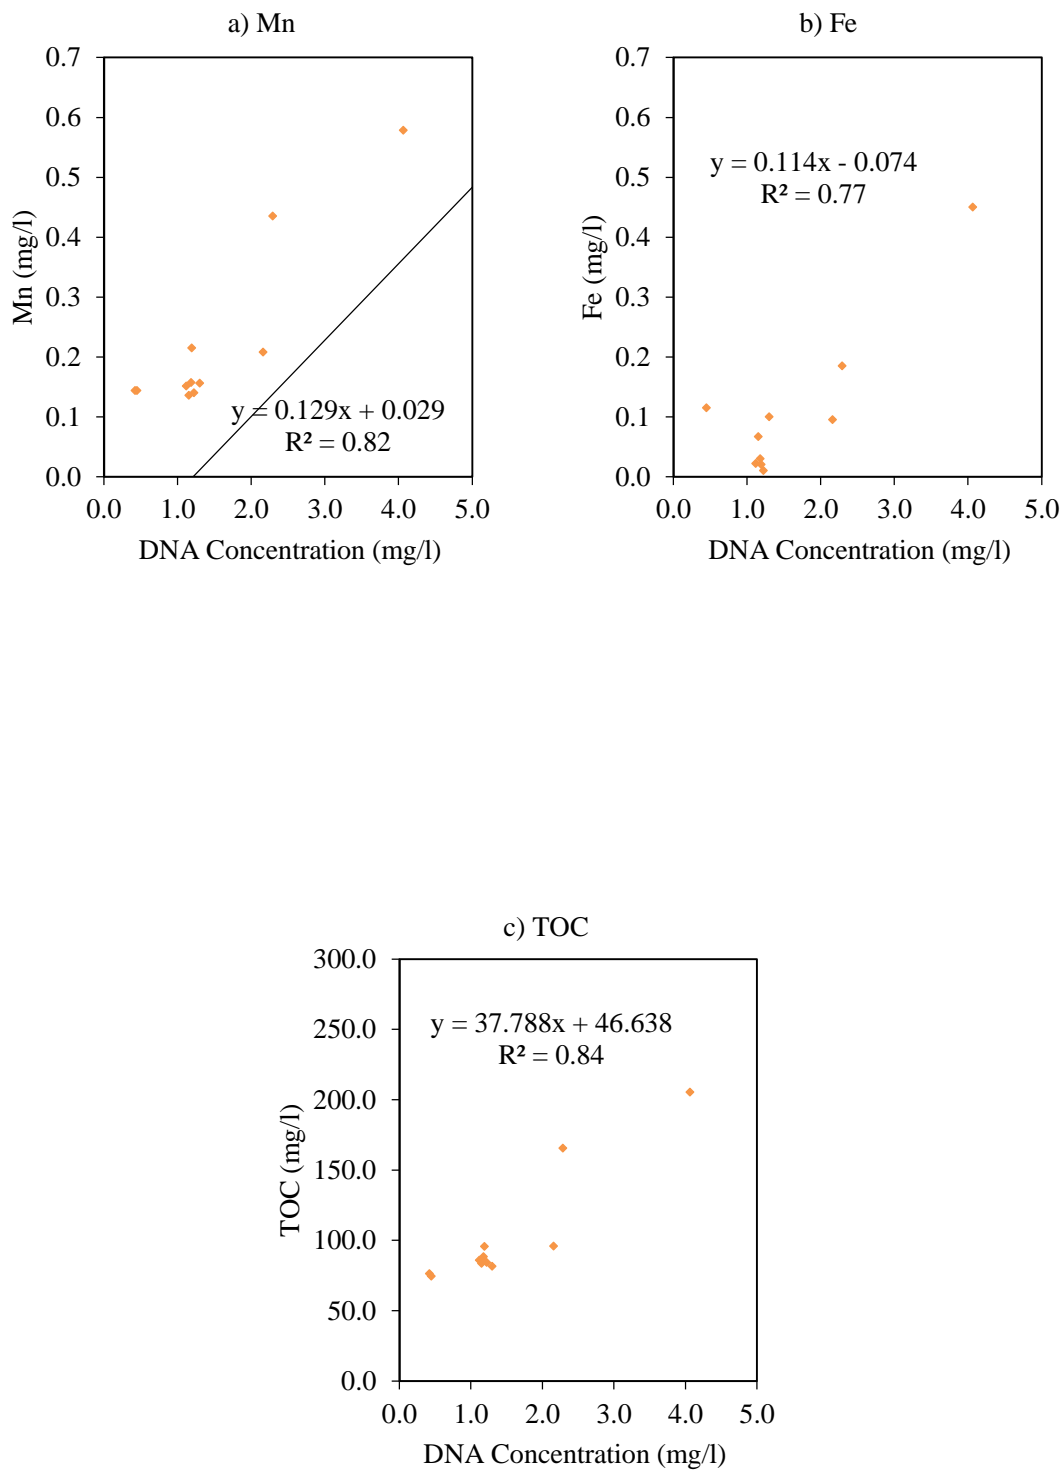 a) Mn
0.7
0.6
0.5
0.4
0.3
0.2
0.1
0.0
Mn (mg/l)
y = 0.129x + 0.029
R² = 0.82
0.0 1.0 2.0 3.0 4.0 5.0
DNA Concentration (mg/l)
b) Fe
0.7
0.6
0.5
0.4
0.3
0.2
0.1
0.0
Fe (mg/l)
y = 0.114x - 0.074
R² = 0.77
0.0 1.0 2.0 3.0 4.0 5.0
DNA Concentration (mg/l)
c) TOC
300.0
250.0
200.0
150.0
100.0
50.0
0.0
TOC (mg/l)
y = 37.788x + 46.638
R² = 0.84
0.0 1.0 2.0 3.0 4.0 5.0
DNA Concentration (mg/l)